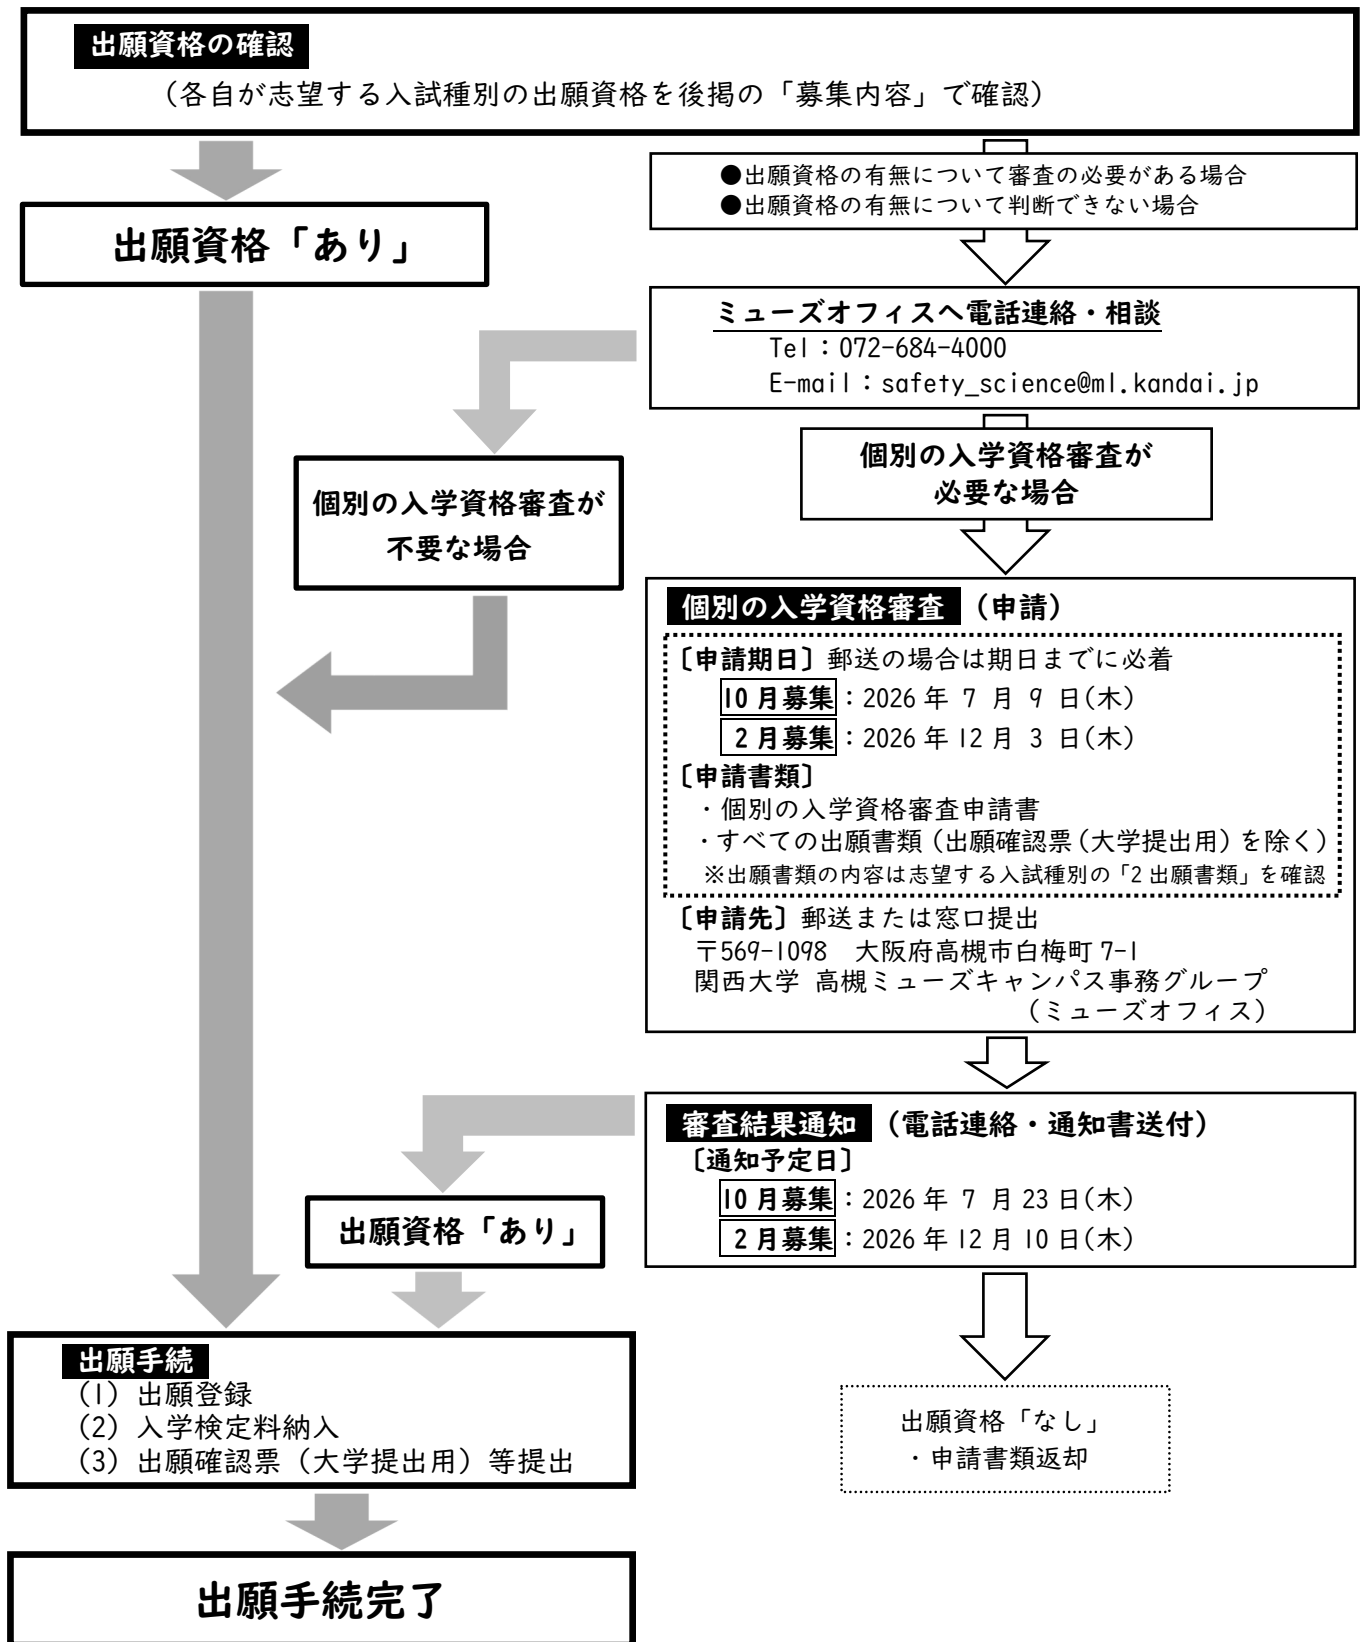 出願資格の確認
（各自が志望する入試種別の出願資格を後掲の「募集内容」で確認）
●出願資格の有無について審査の必要がある場合
●出願資格の有無について判断できない場合
出願資格「あり」
ミューズオフィスへ電話連絡・相談
Tel：072-684-4000
E-mail：safety_science@ml.kandai.jp
個別の入学資格審査が
必要な場合
個別の入学資格審査が
不要な場合
個別の入学資格審査（申請）
〔申請期日〕郵送の場合は期日までに必着
10月募集：2026年 7 月 9 日(木)
2月募集：2026年12月 3 日(木)
〔申請書類〕
・個別の入学資格審査申請書
・すべての出願書類（出願確認票（大学提出用）を除く）
※出願書類の内容は志望する入試種別の「2 出願書類」を確認
〔申請先〕郵送または窓口提出
〒569-1098　大阪府高槻市白梅町7-1
関西大学 高槻ミューズキャンパス事務グループ
（ミューズオフィス）
審査結果通知（電話連絡・通知書送付）
〔通知予定日〕
10月募集：2026年 7 月23日(木)
2月募集：2026年12月10日(木)
出願資格「あり」
出願手続
（1）出願登録
（2）入学検定料納入
（3）出願確認票（大学提出用）等提出
出願資格「なし」
・申請書類返却
出願手続完了